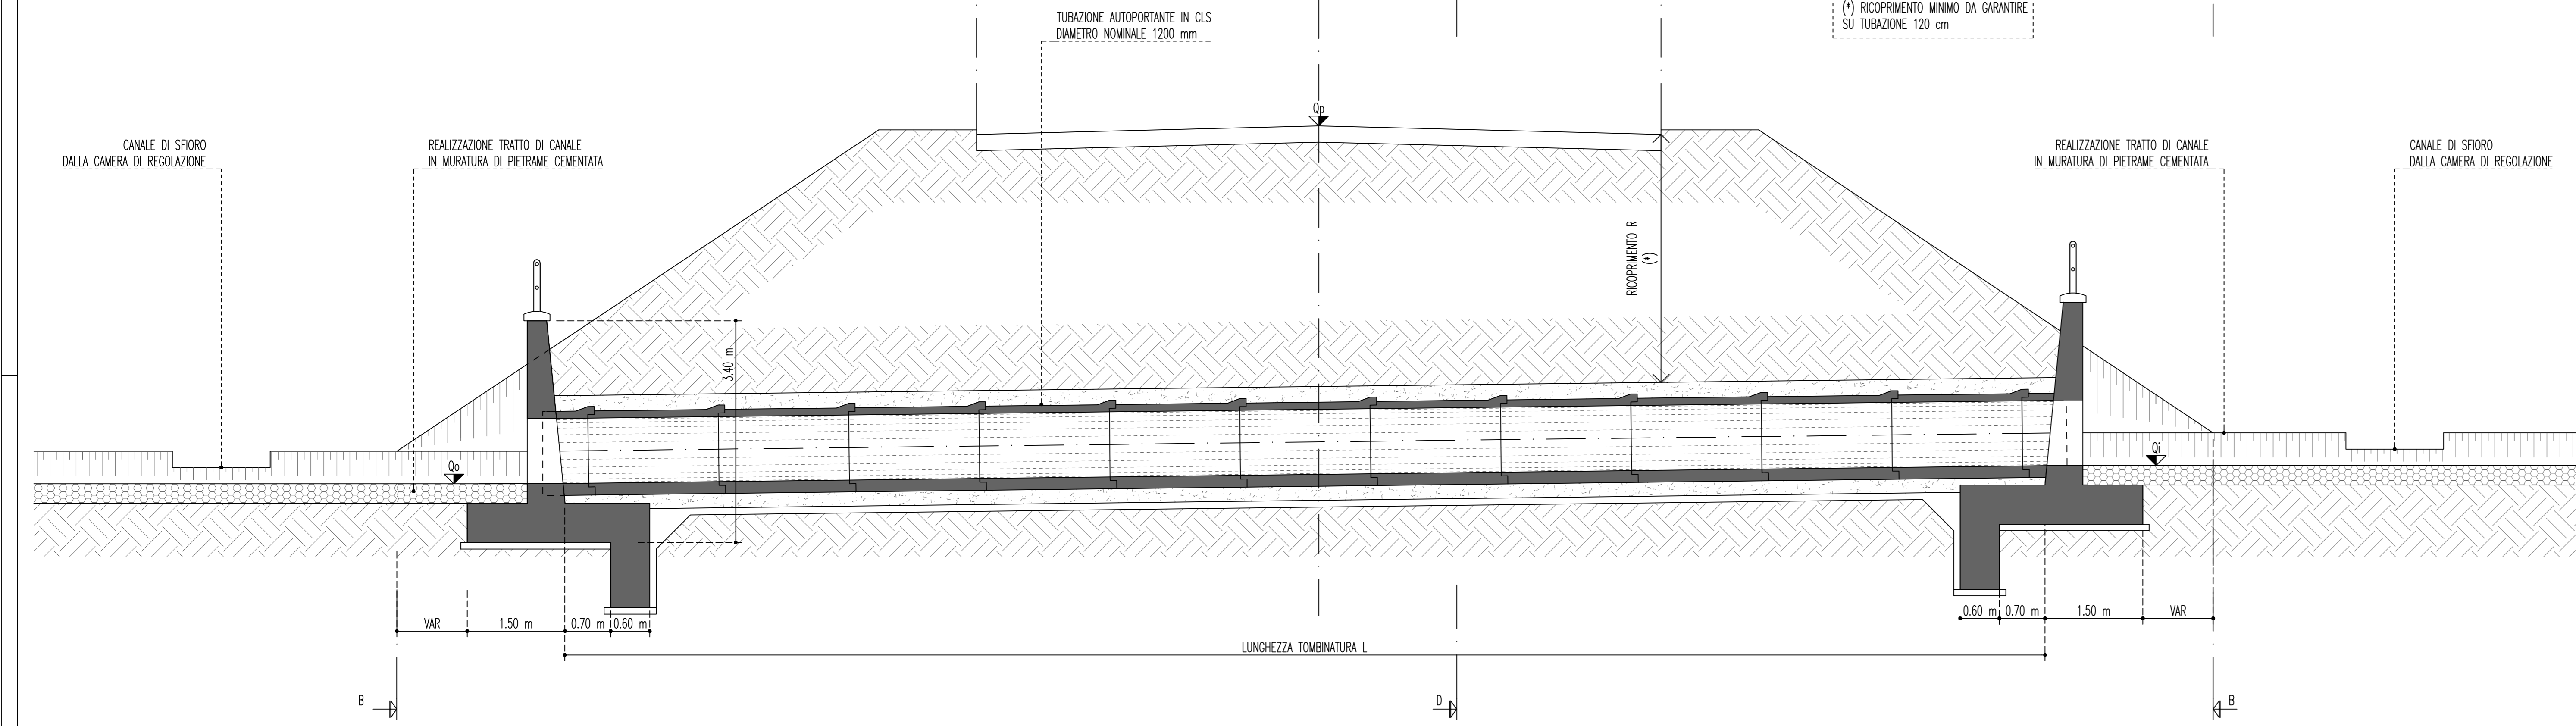 TUBAZIONE AUTOPORTANTE IN CLS
DIAMETRO NOMINALE 1200 mm
(*) RICOPRIMENTO MINIMO DA GARANTIRE
SU TUBAZIONE 120 cm
CANALE DI SFIORO
DALLA CAMERA DI REGOLAZIONE
REALIZZAZIONE TRATTO DI CANALE
IN MURATURA DI PIETRAME CEMENTATA
Qp
REALIZZAZIONE TRATTO DI CANALE
IN MURATURA DI PIETRAME CEMENTATA
CANALE DI SFIORO
DALLA CAMERA DI REGOLAZIONE
RICOPRIMENTO R
(*)
3.40 m
Qo
Qi
VAR
1.50 m
0.70 m
0.60 m
0.60 m
0.70 m
1.50 m
VAR
LUNGHEZZA TOMBINATURA L
B
D
B